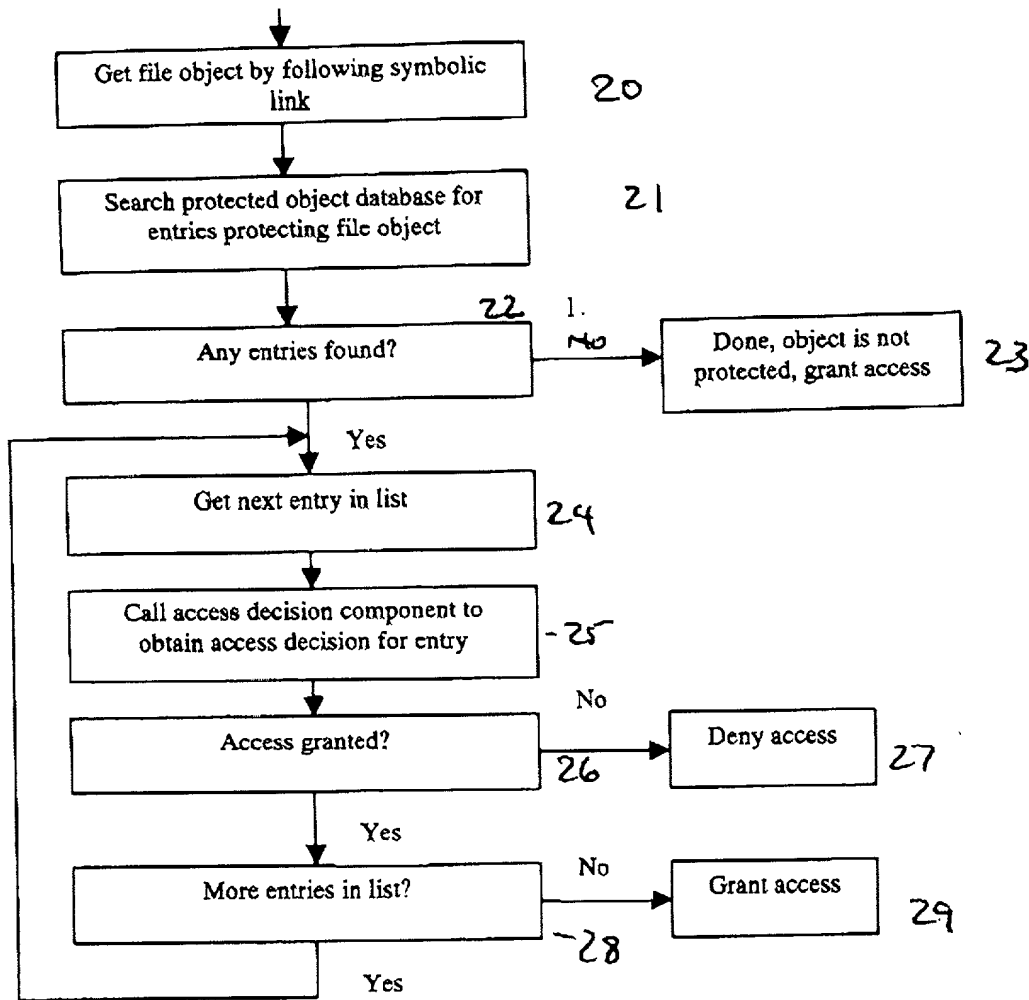 Get file object by following symbolic
link
20
Search protected object database for
entries protecting file object
21
22
1.
No
Any entries found?
Done, object is not
protected, grant access
23
Yes
Get next entry in list
24
Call access decision component to
obtain access decision for entry
-25
No
Access granted?
26
Deny access
27
Yes
No
More entries in list?
-28
Grant access
29
Yes